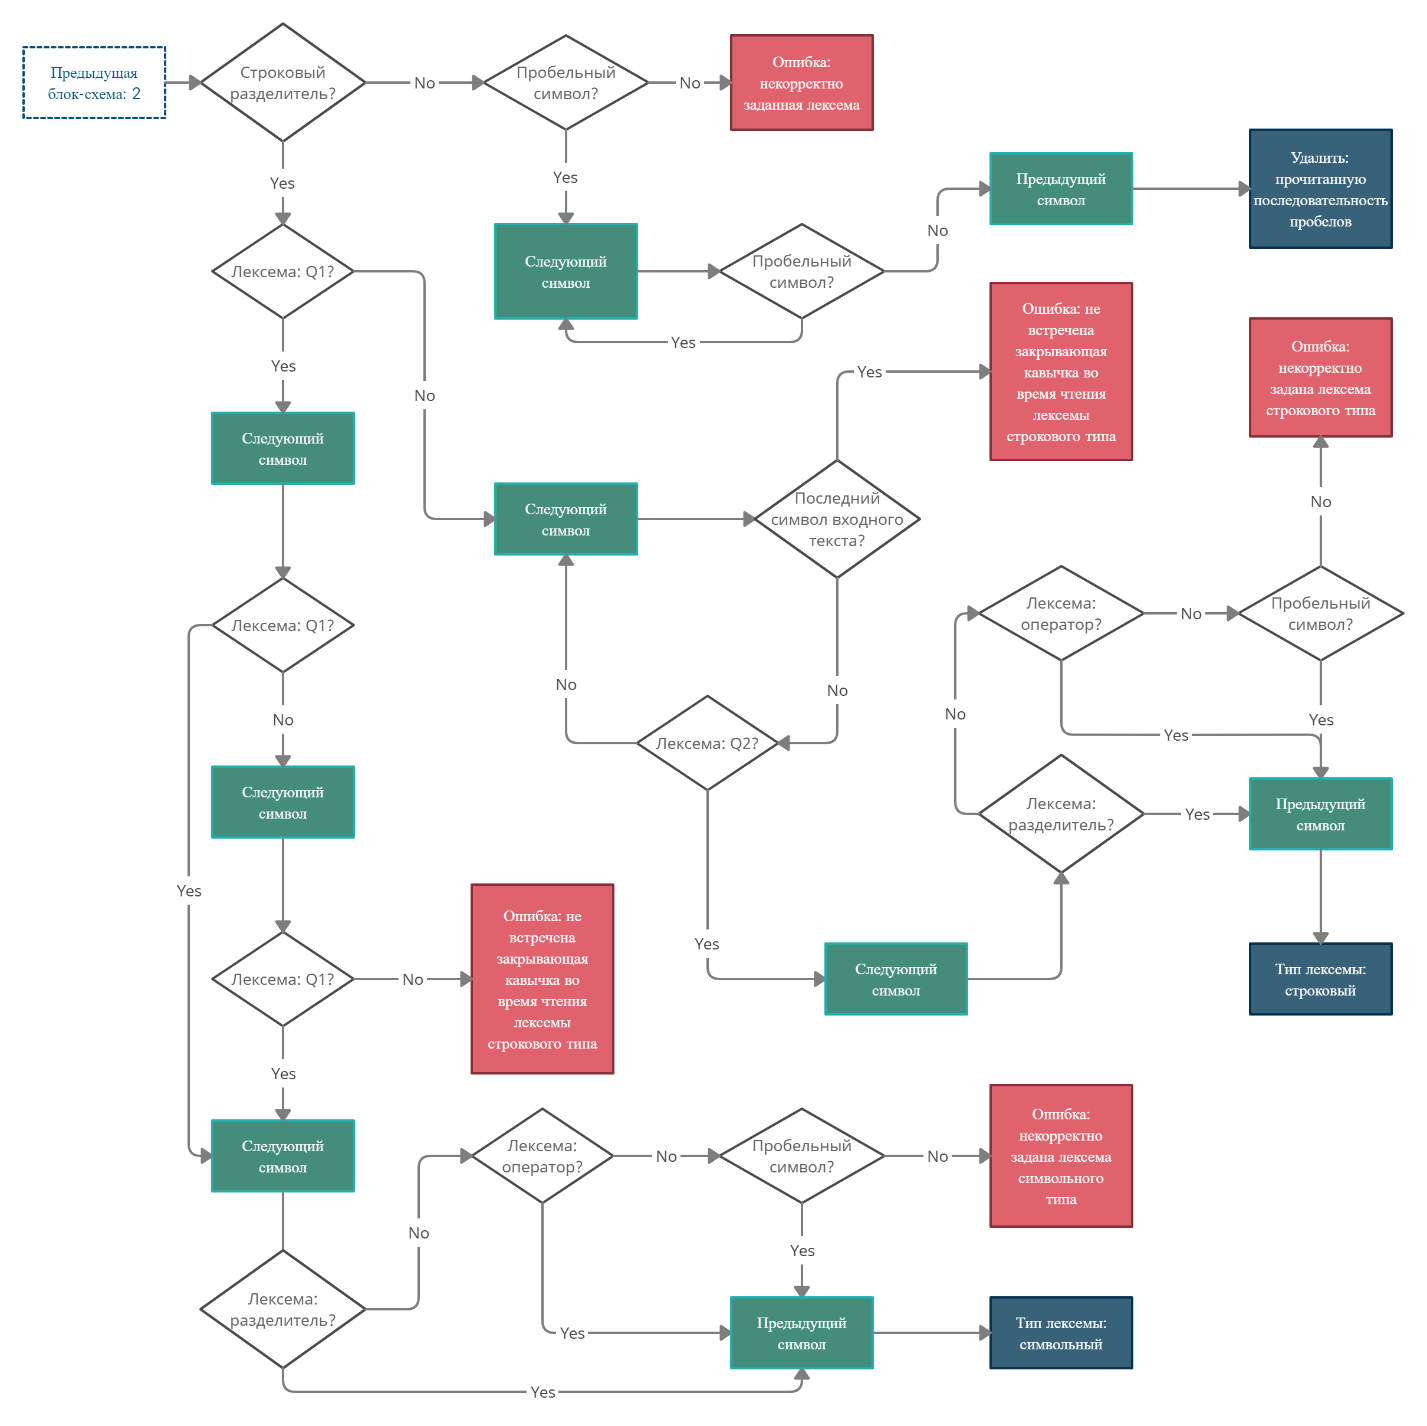 Предыдущая
блок-схема: 2
Строковый
разделитель?
No
Пробельный
символ?
No
Ошибка:
некорректно
заданная лексема
Yes
Yes
Предыдущий
символ
Удалить:
прочитанную
последовательность
пробелов
Лексема: Q1?
Следующий
символ
Пробельный
символ?
No
Yes
Yes
No
Ошибка: не
встречена
закрывающая
кавычка во
время чтения
лексемы
строкового типа
Ошибка:
некорректно
задана лексема
строкового типа
Yes
Следующий
символ
Следующий
символ
Последний
символ входного
текста?
No
Лексема: Q1?
Лексема:
оператор?
No
Пробельный
символ?
No
No
No
No
Yes
Yes
Лексема: Q2?
Следующий
символ
Лексема:
разделитель?
Yes
Предыдущий
символ
Yes
Yes
Лексема: Q1?
No
Ошибка: не
встречена
закрывающая
кавычка во
время чтения
лексемы
строкового типа
Следующий
символ
Тип лексемы:
строковый
Yes
Следующий
символ
Лексема:
оператор?
No
Пробельный
символ?
No
Ошибка:
некорректно
задана лексема
символьного
типа
No
Yes
Лексема:
разделитель?
Yes
Предыдущий
символ
Тип лексемы:
символьный
Yes